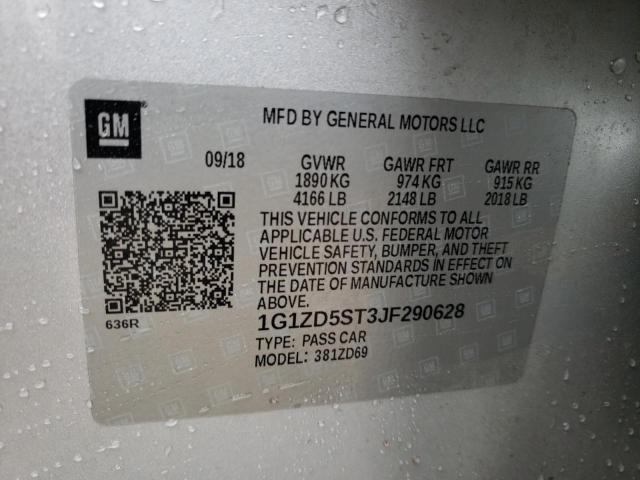 GM
MFD BY GENERAL MOTORS LLC
09/18 GVWR GAWR FRT GAWR RR
1890 KG 974 KG 915 KG
4166 LB 2148 LB 2018 LB
THIS VEHICLE CONFORMS TO ALL
APPLICABLE U.S. FEDERAL MOTOR
VEHICLE SAFETY, BUMPER, AND THEFT
PREVENTION STANDARDS IN EFFECT ON
THE DATE OF MANUFACTURE SHOWN ABOVE.
636R
1G1ZD5ST3JF290628
TYPE: PASS CAR
MODEL: 381ZD69